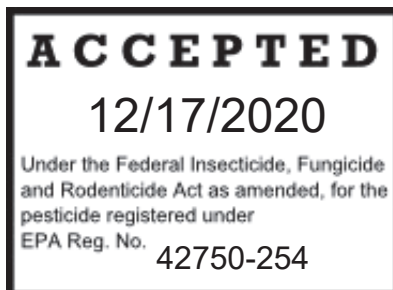 ACCEPTED
12/17/2020
Under the Federal Insecticide, Fungicide
and Rodenticide Act as amended, for the
pesticide registered under
EPA Reg. No. 42750-254